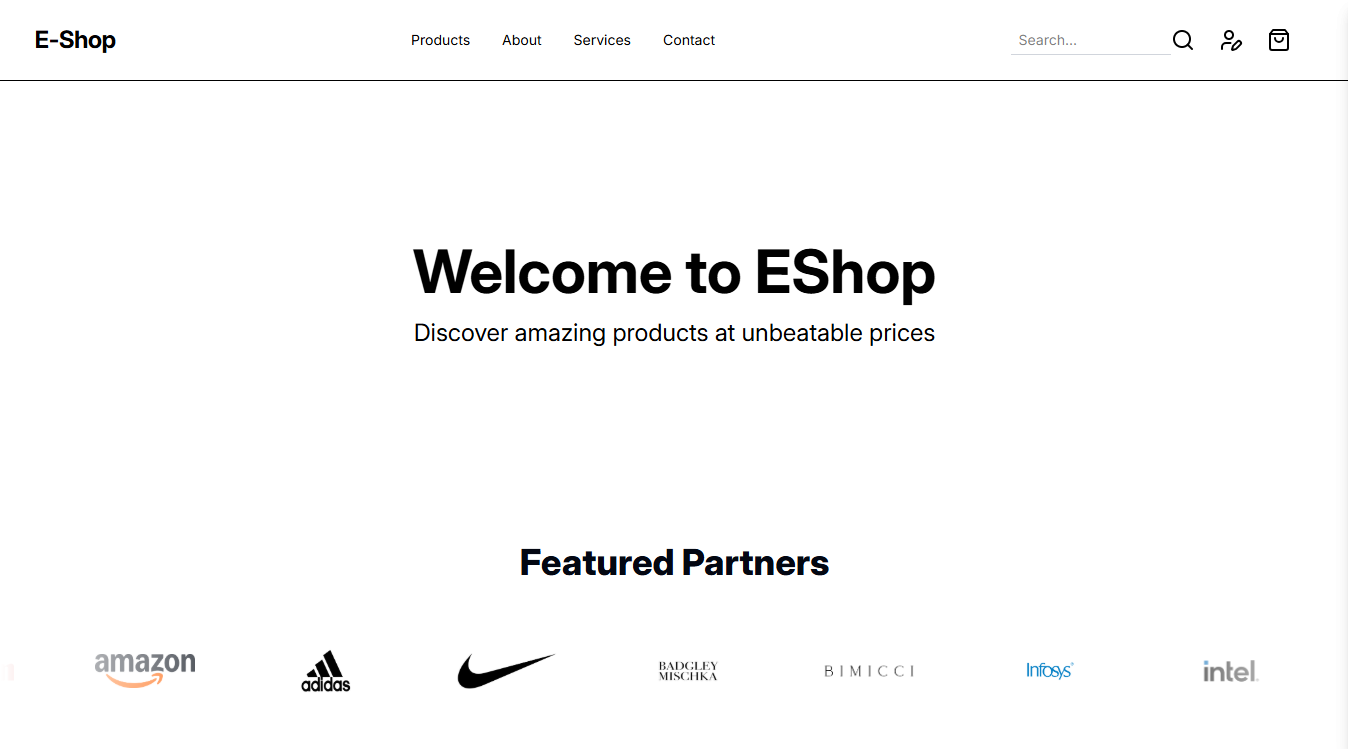 E-Shop
Products
About
Services
Contact
Search...
Welcome to EShop
Discover amazing products at unbeatable prices
Featured Partners
amazon
adidas
BADGLEY
MISCHKA
BIMICCI
Infosys®
intel.